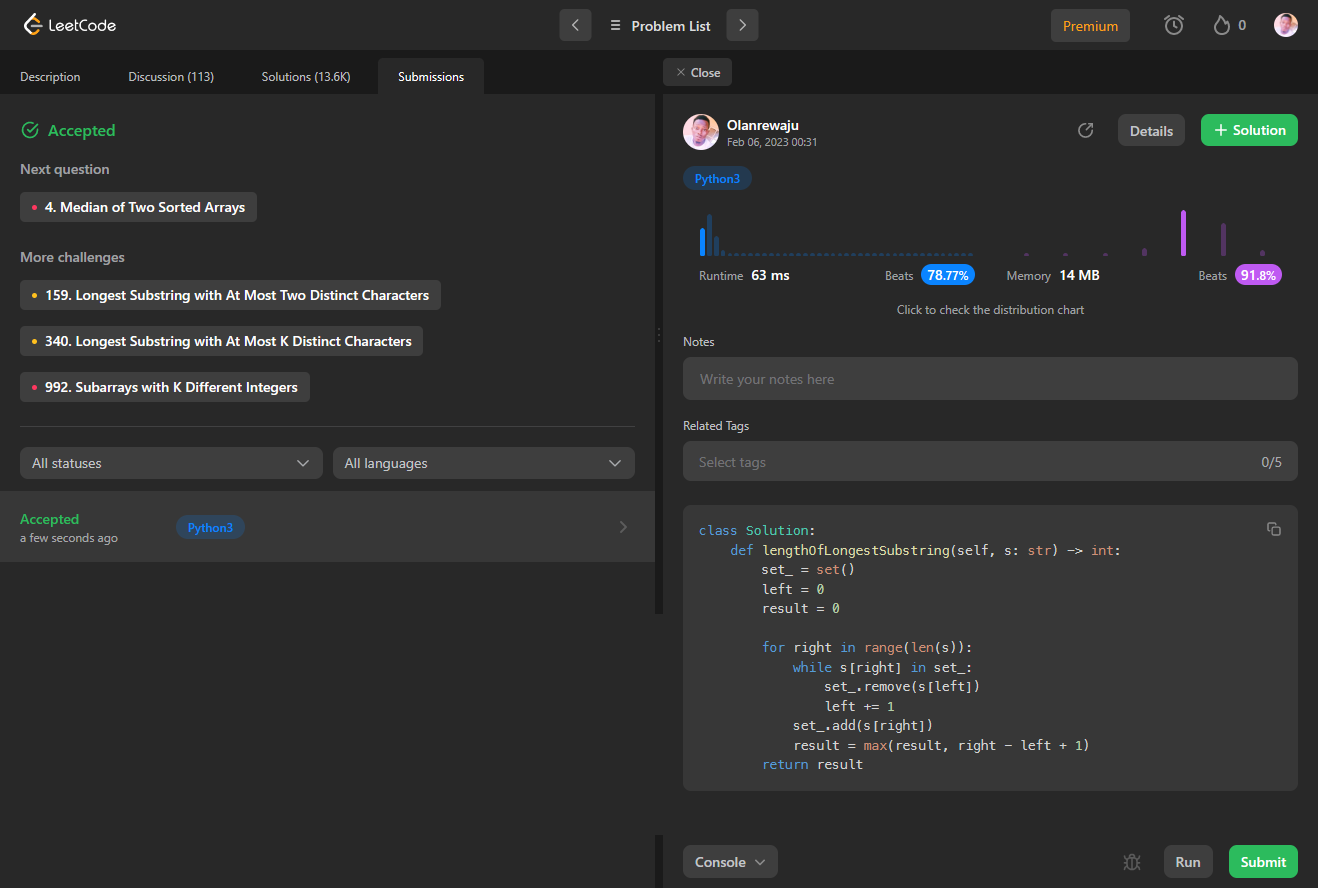 LeetCode
Problem List
Premium
0
Description
Discussion (113)
Solutions (13.6K)
Submissions
Accepted
Next question
4. Median of Two Sorted Arrays
More challenges
159. Longest Substring with At Most Two Distinct Characters
340. Longest Substring with At Most K Distinct Characters
992. Subarrays with K Different Integers
All statuses
All languages
Accepted
a few seconds ago
Python3
Close
Olanrewaju
Feb 06, 2023 00:31
Details
+ Solution
Python3
Runtime 63 ms
Beats 78.77%
Memory 14 MB
Beats 91.8%
Click to check the distribution chart
Notes
Write your notes here
Related Tags
Select tags
0/5
class Solution:
    def lengthOfLongestSubstring(self, s: str) -> int:
        set_ = set()
        left = 0
        result = 0

        for right in range(len(s)):
            while s[right] in set_:
                set_.remove(s[left])
                left += 1
            set_.add(s[right])
            result = max(result, right - left + 1)
        return result
Console
Run
Submit